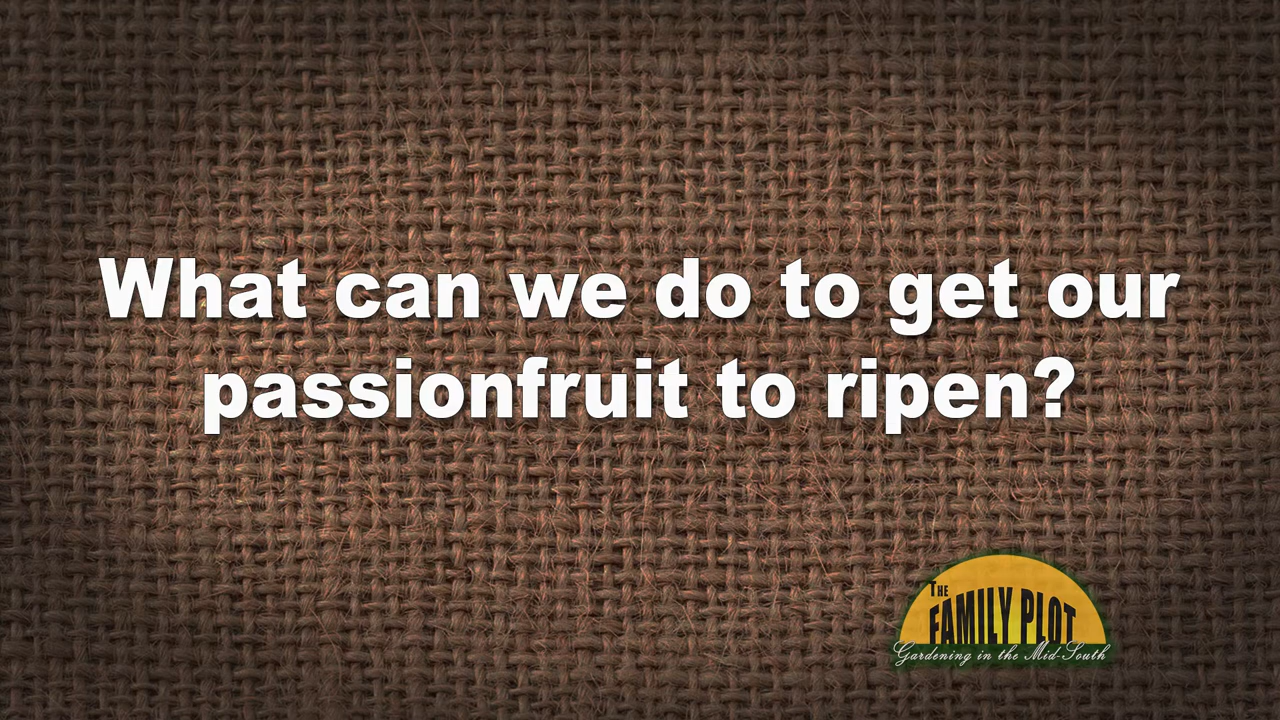 What can we do to get our
passionfruit to ripen?
THE
FAMILY PLOT
Gardening in the Mid-South